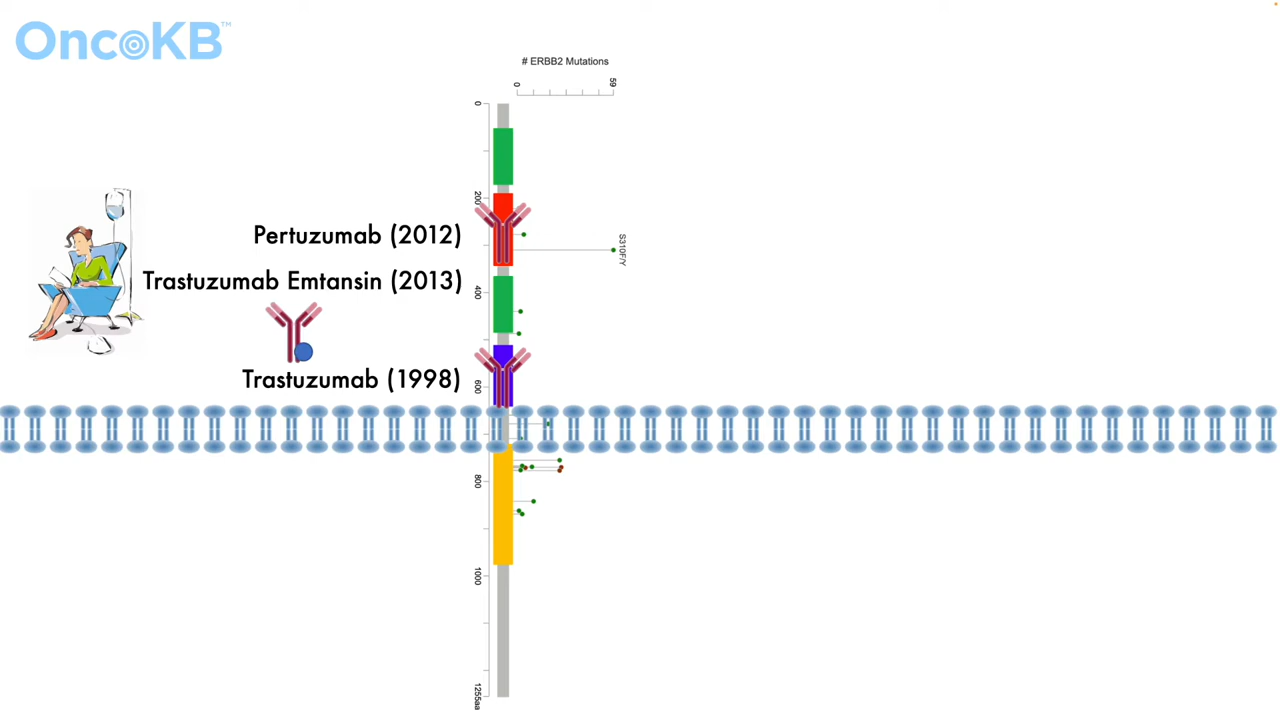 OncoKB™
# ERBB2 Mutations
0
59
0
200
S310F/Y
Pertuzumab (2012)
Trastuzumab Emtansin (2013)
400
Trastuzumab (1998)
600
800
1000
1255aa